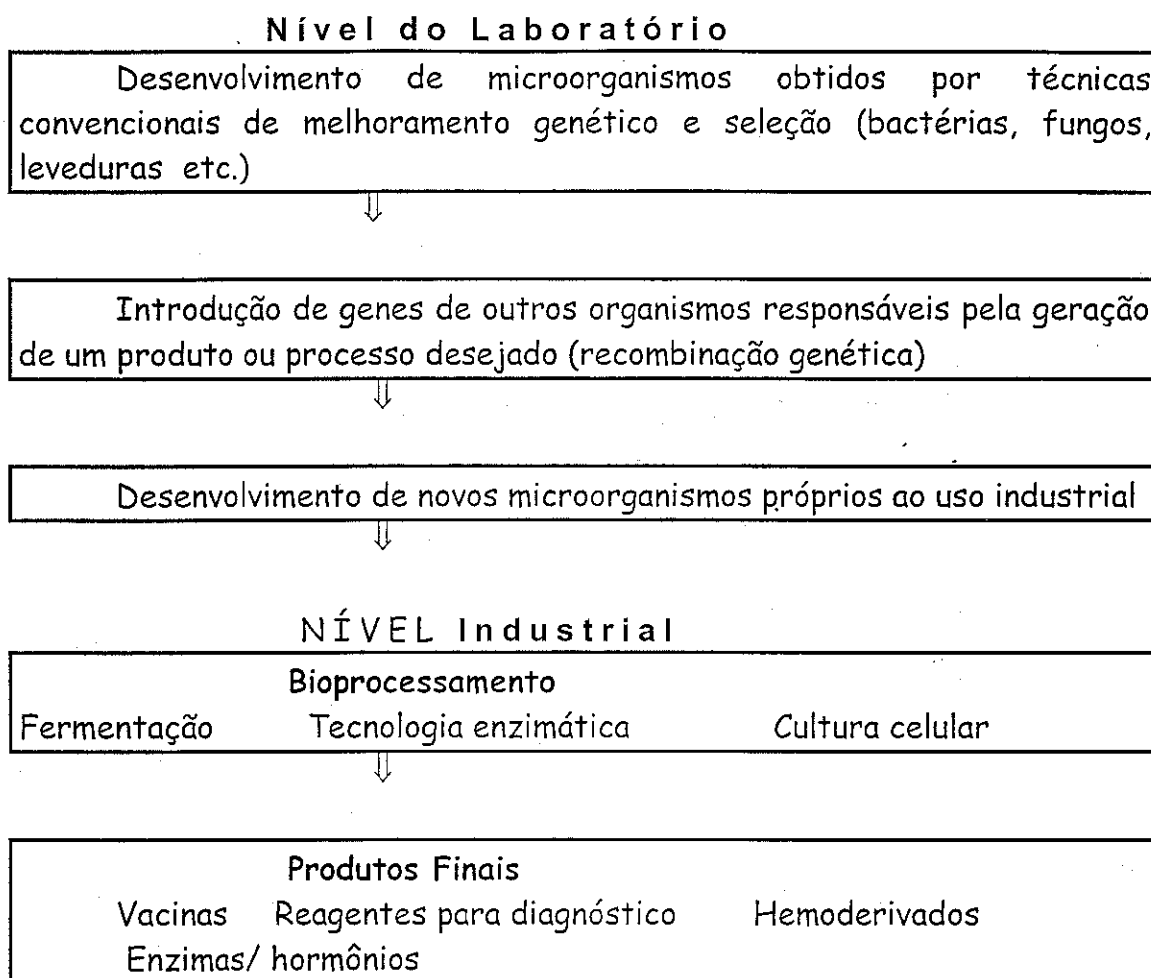 Nível do Laboratório
Desenvolvimento de microorganismos obtidos por técnicas
convencionais de melhoramento genético e seleção (bactérias, fungos,
leveduras etc.)
Introdução de genes de outros organismos responsáveis pela geração
de um produto ou processo desejado (recombinação genética)
Desenvolvimento de novos microorganismos próprios ao uso industrial
NÍVEL Industrial
Bioprocessamento
Fermentação Tecnologia enzimática Cultura celular
Produtos Finais
Vacinas Reagentes para diagnóstico Hemoderivados
Enzimas/ hormônios